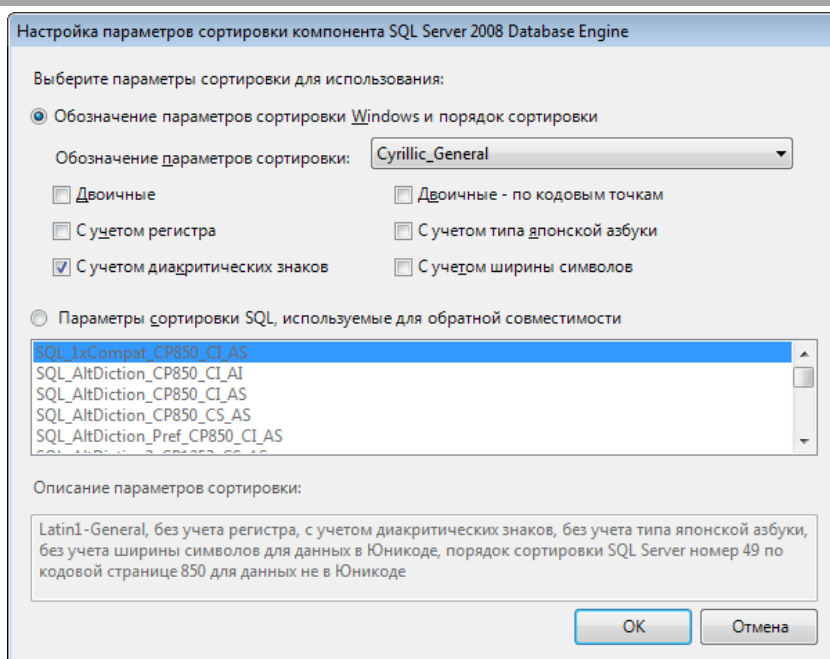 Настройка параметров сортировки компонента SQL Server 2008 Database Engine
Выберите параметры сортировки для использования:
Обозначение параметров сортировки Windows и порядок сортировки
Обозначение параметров сортировки: Cyrillic_General
Двоичные Двоичные - по кодовым точкам
С учетом регистра С учетом типа японской азбуки
С учетом диакритических знаков С учетом ширины символов
Параметры сортировки SQL, используемые для обратной совместимости
SQL_1xCompat_CP850_CI_AS
SQL_AltDiction_CP850_CI_AI
SQL_AltDiction_CP850_CI_AS
SQL_AltDiction_CP850_CS_AS
SQL_AltDiction_Pref_CP850_CI_AS
Описание параметров сортировки:
Latin1-General, без учета регистра, с учетом диакритических знаков, без учета типа японской азбуки,
без учета ширины символов для данных в Юникоде, порядок сортировки SQL Server номер 49 по
кодовой странице 850 для данных не в Юникоде
ОК Отмена